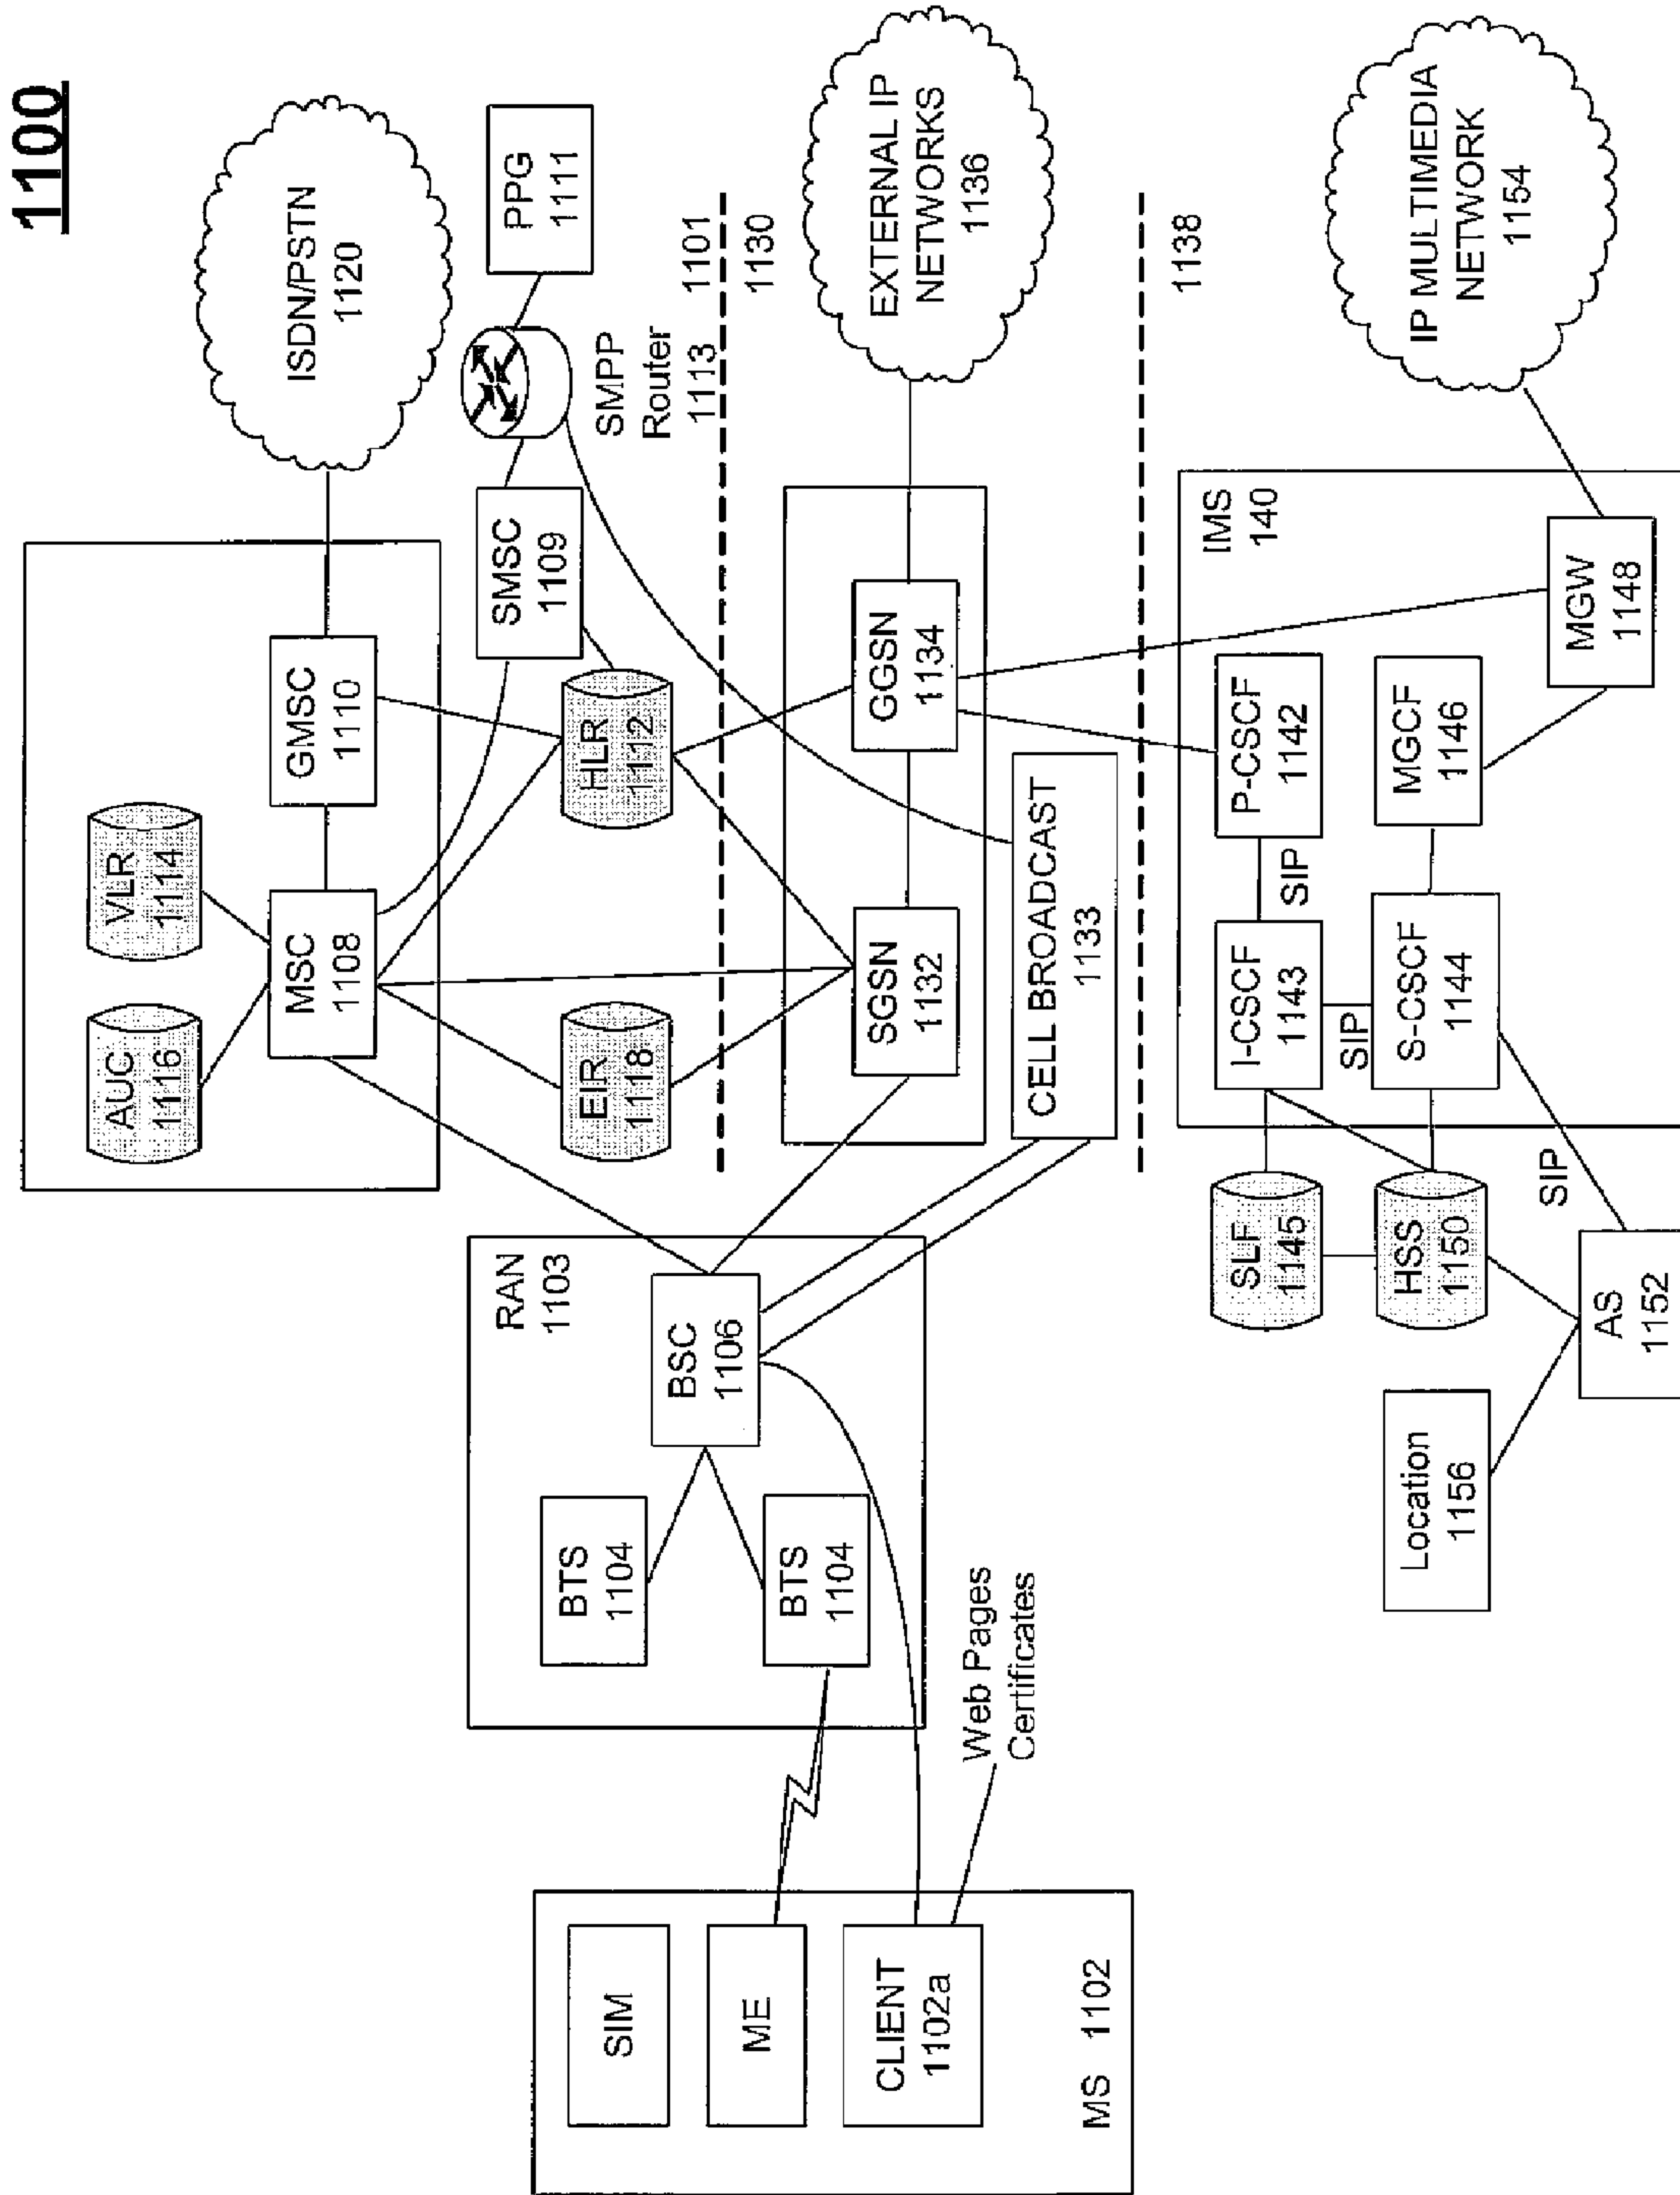 1100
AUC
1116
VLR
1114
MSC
1108
GMSC
1110
ISDN/PSTN
1120
SMSC
1109
PPG
1111
SMPP
Router
1113
EIR
1118
HLR
1112
1101
1130
RAN
1103
BTS
1104
BTS
1104
BSC
1106
SIM
ME
CLIENT
1102a
MS 1102
Web Pages
Certificates
SGSN
1132
GGSN
1134
EXTERNAL IP
NETWORKS
1136
CELL BROADCAST
1133
1138
IMS
140
SLF
1145
I-CSCF
1143
SIP
P-CSCF
1142
SIP
HSS
1150
S-CSCF
1144
MGCF
1146
MGW
1148
IP MULTIMEDIA
NETWORK
1154
Location
1156
SIP
AS
1152